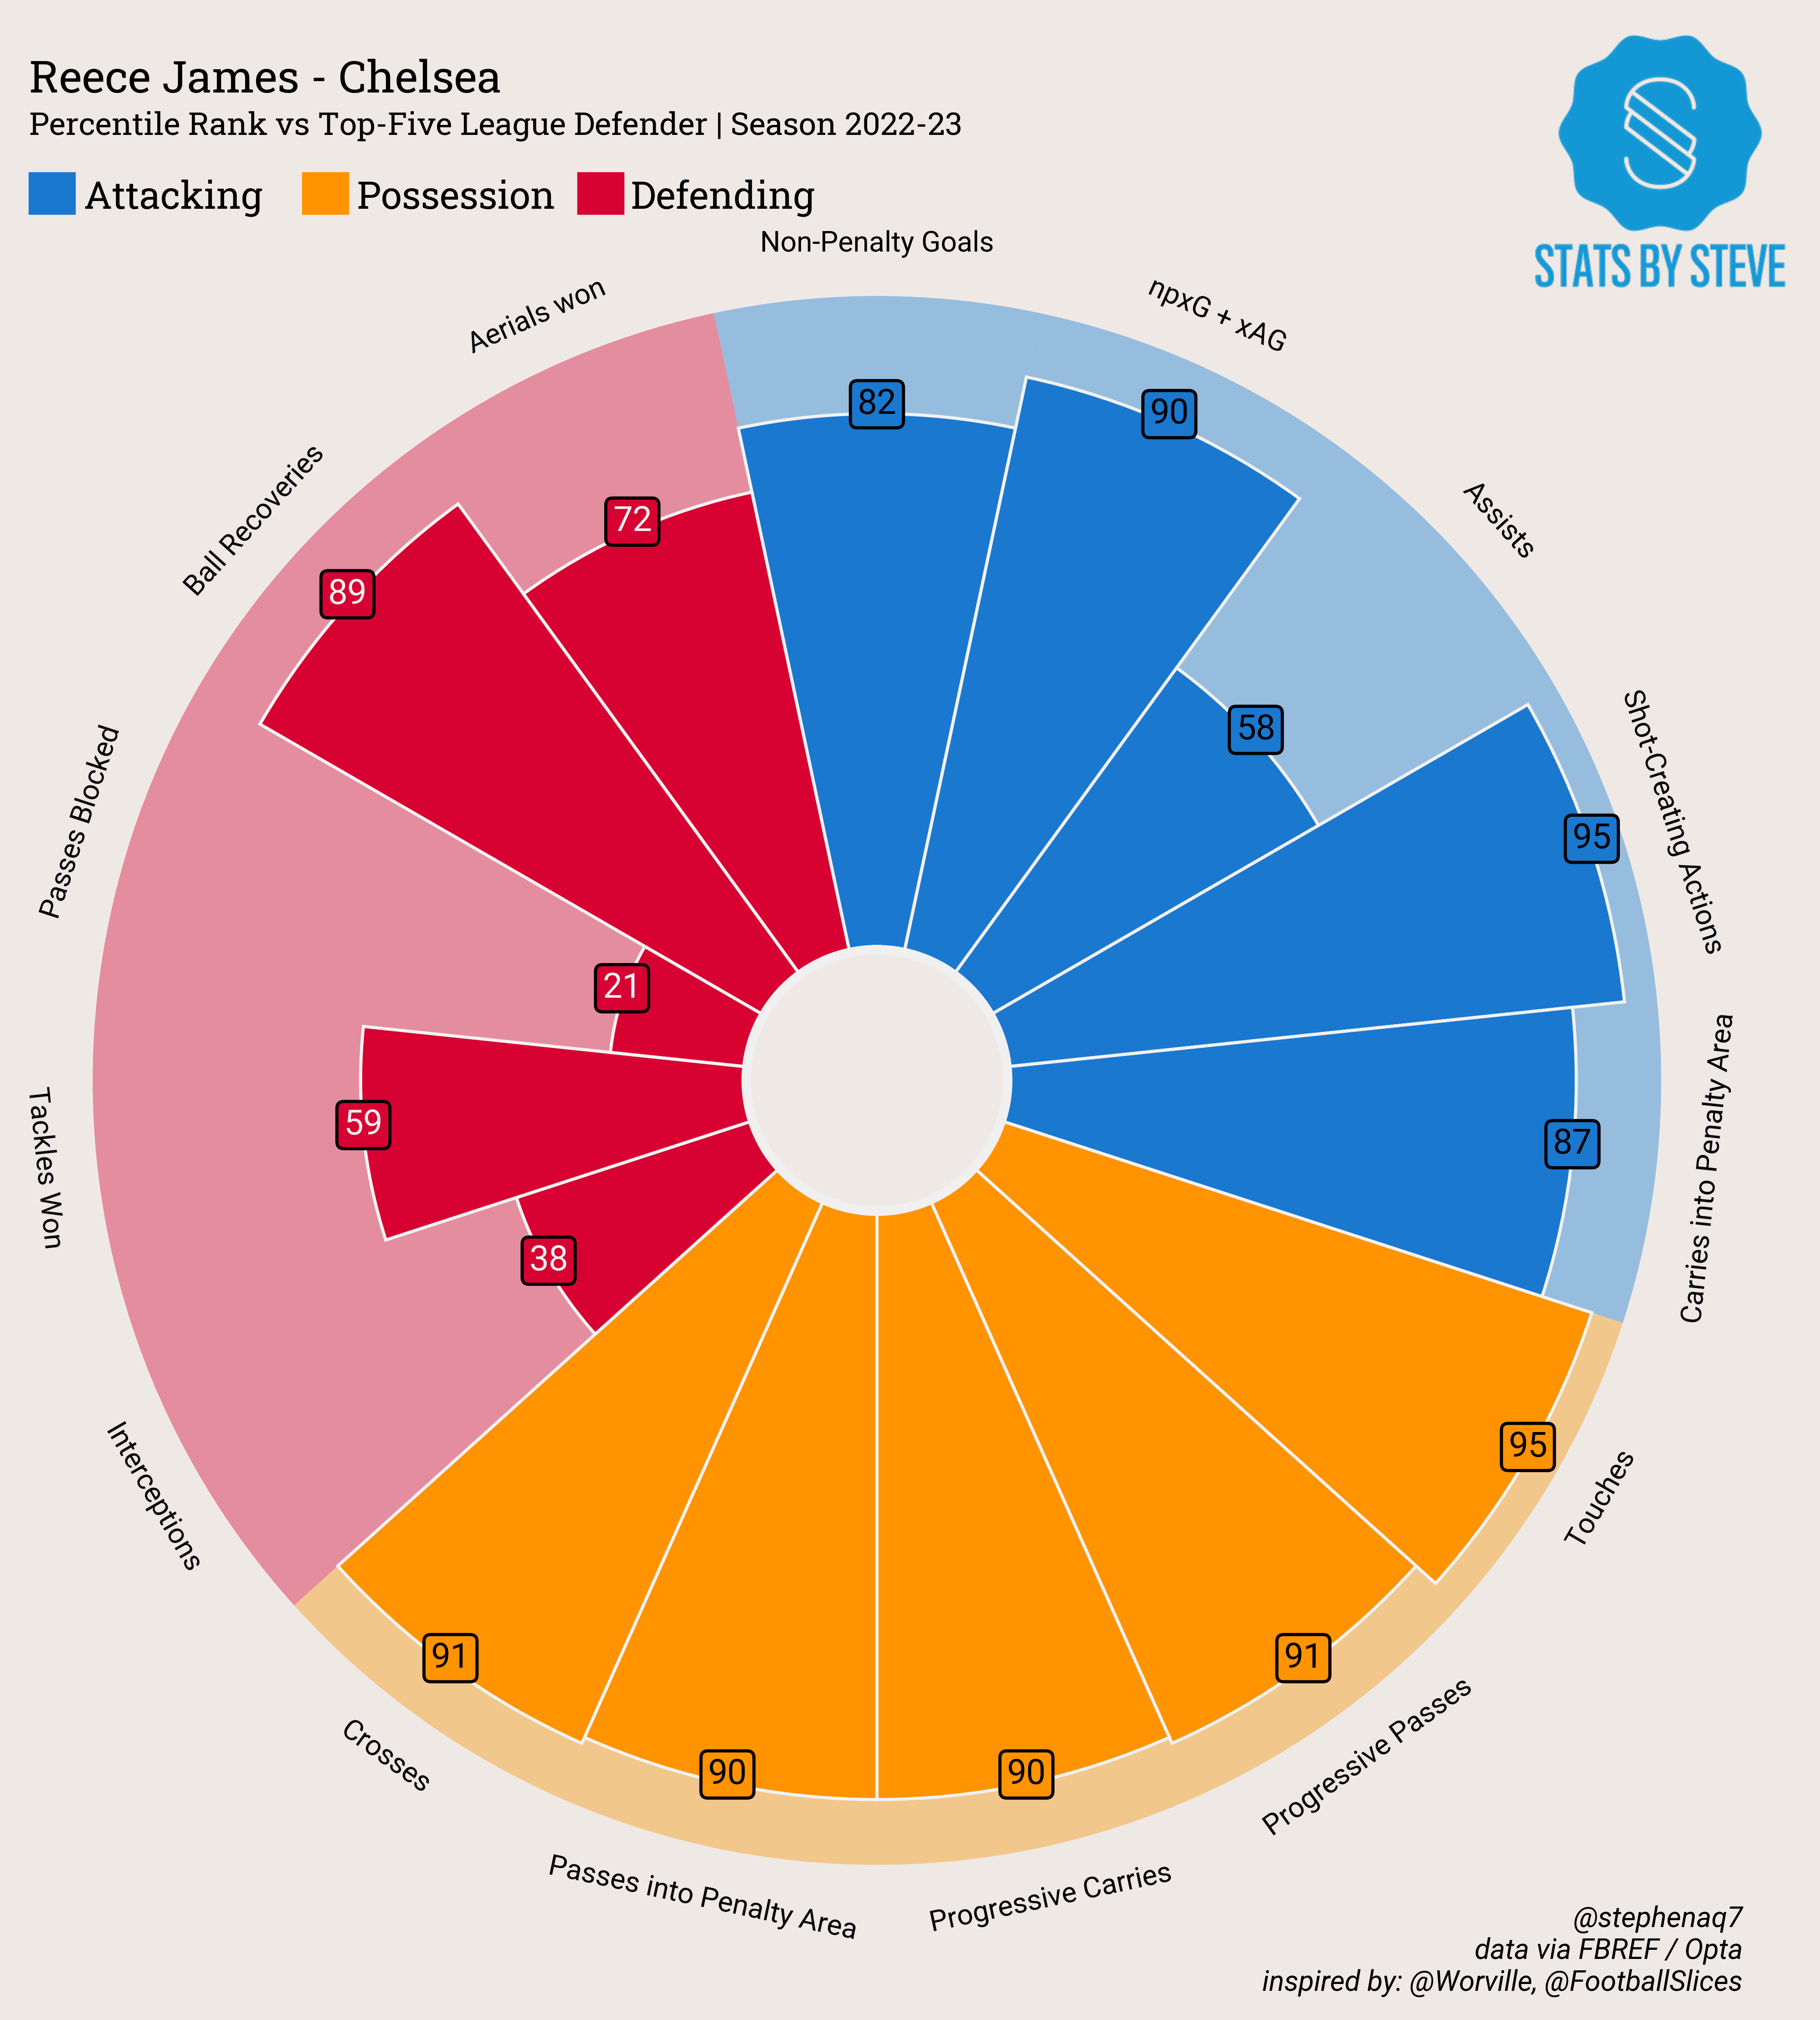 Reece James - Chelsea
Percentile Rank vs Top-Five League Defender | Season 2022-23
Attacking
Possession
Defending
STATS BY STEVE
Non-Penalty Goals
82
npxG + xAG
90
Assists
58
Shot-Creating Actions
95
Carries into Penalty Area
87
Touches
95
Progressive Passes
91
Progressive Carries
90
Passes into Penalty Area
90
Crosses
91
Interceptions
38
Tackles Won
59
Passes Blocked
21
Ball Recoveries
89
Aerials won
72
@stephenaq7
data via FBREF / Opta
inspired by: @Worville, @FootballSlices